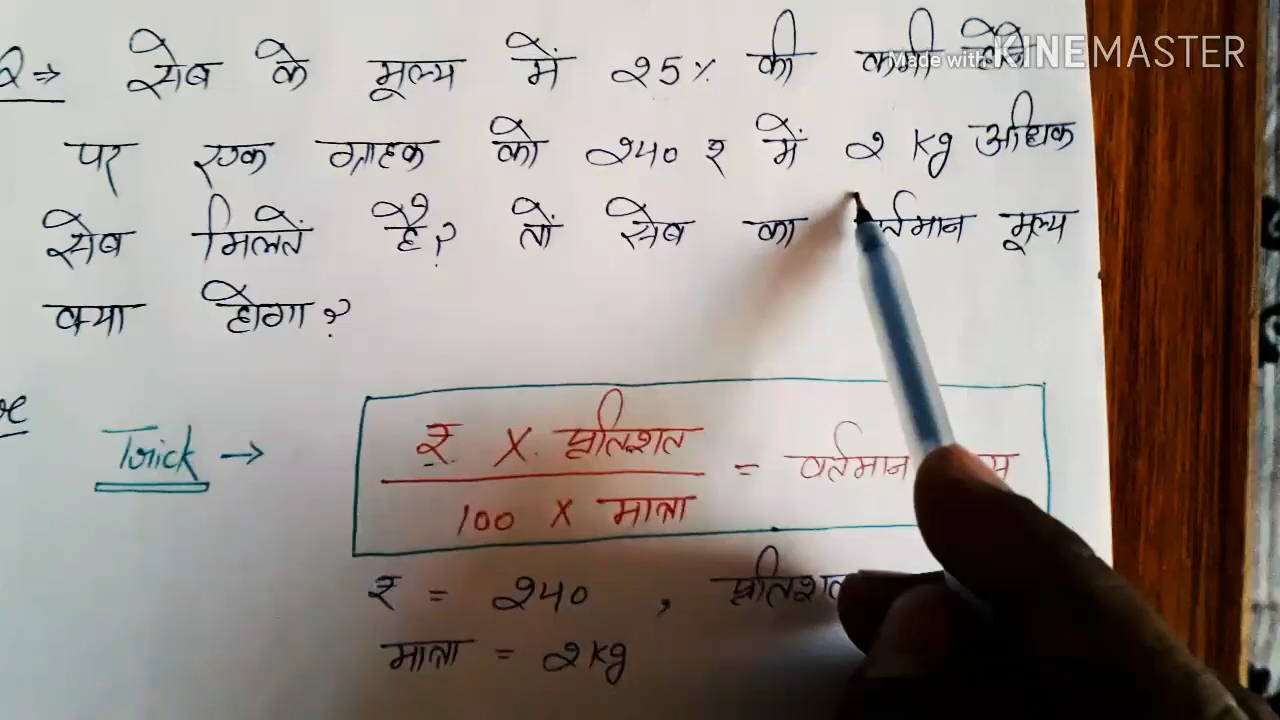 2⇒ सेब के मूल्य में 25% की कमी होने
Made with KINEMASTER
पर एक ग्राहक को 240 ₹ में 2 kg अधिक
सेब मिलतें है? तों सेब का वर्तमान मूल्य
क्या होगा?
Trick →
₹ × प्रतिशत
= वर्तमान
100 × मात्रा
₹ = 240 , प्रतिशत
मात्रा = 2kg